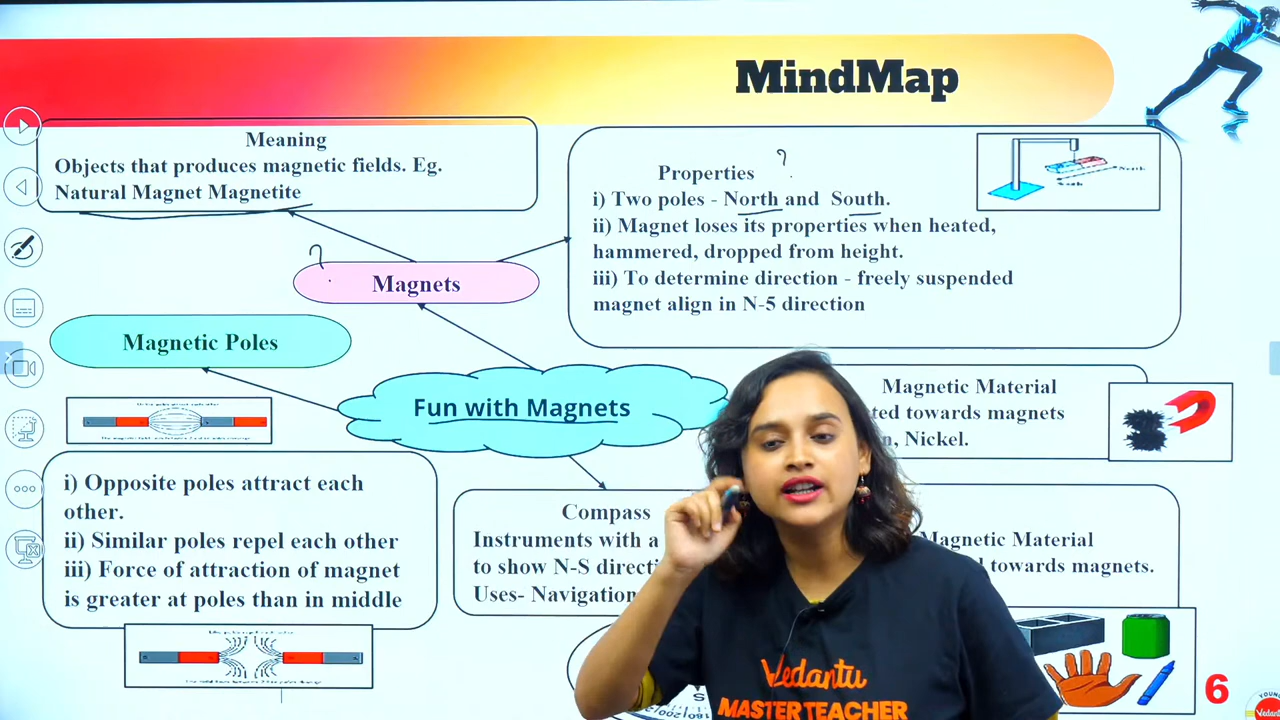 MindMap
Meaning
Objects that produces magnetic fields. Eg.
Natural Magnet Magnetite
Properties ?
i) Two poles - North and South.
ii) Magnet loses its properties when heated,
hammered, dropped from height.
iii) To determine direction - freely suspended
magnet align in N-5 direction
?
Magnets
Magnetic Poles
Fun with Magnets
Magnetic Material
ted towards magnets
n, Nickel.
i) Opposite poles attract each
other.
ii) Similar poles repel each other
iii) Force of attraction of magnet
is greater at poles than in middle
Compass
Instruments with a
to show N-S directi
Uses- Navigation
Magnetic Material
towards magnets.
S
Vedantu
MASTER TEACHER
6
YOUNG
Vedantu